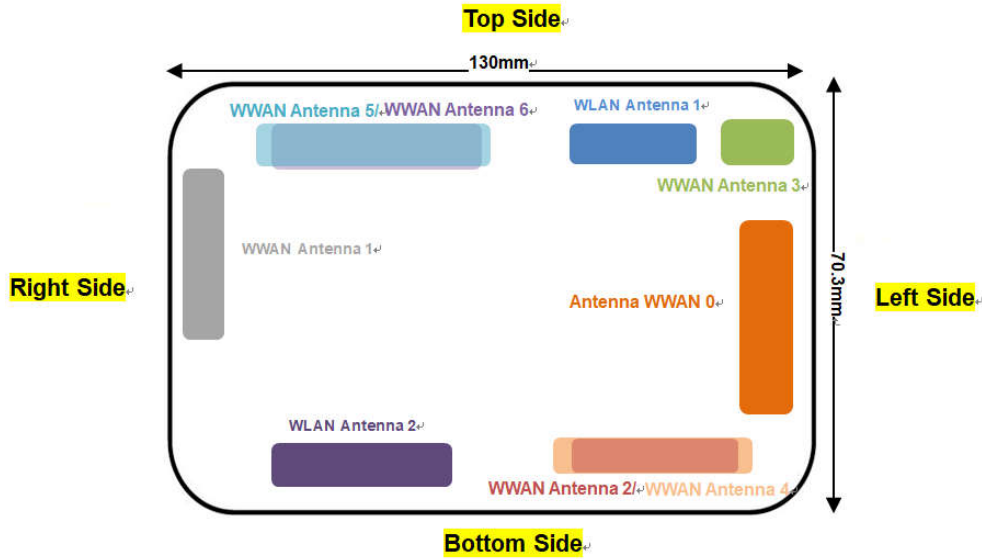 Top Side
130mm
WWAN Antenna 5/WWAN Antenna 6
WLAN Antenna 1
WWAN Antenna 3
WWAN Antenna 1
Right Side
Antenna WWAN 0
70.3mm
Left Side
WLAN Antenna 2
WWAN Antenna 2/WWAN Antenna 4
Bottom Side